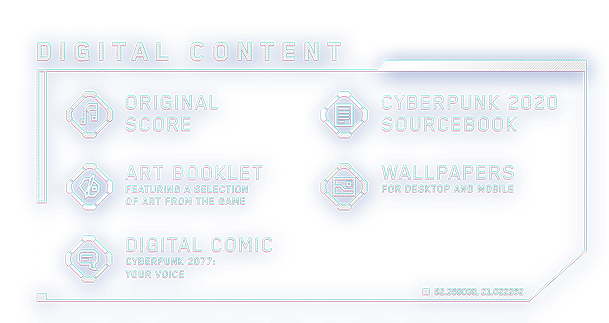 DIGITAL CONTENT
ORIGINAL
SCORE
CYBERPUNK 2020
SOURCEBOOK
ART BOOKLET
FEATURING A SELECTION
OF ART FROM THE GAME
WALLPAPERS
FOR DESKTOP AND MOBILE
DIGITAL COMIC
CYBERPUNK 2077:
YOUR VOICE